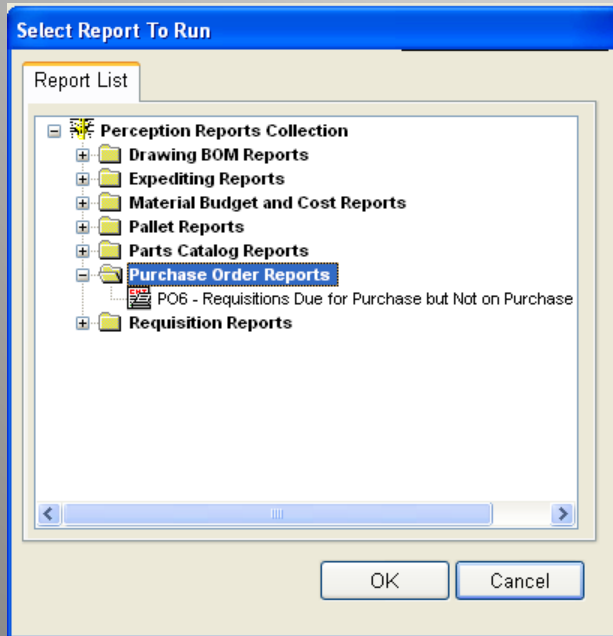 Select Report To Run
Report List
Perception Reports Collection
Drawing BOM Reports
Expediting Reports
Material Budget and Cost Reports
Pallet Reports
Parts Catalog Reports
Purchase Order Reports
PO6 - Requisitions Due for Purchase but Not on Purchase
Requisition Reports
OK Cancel